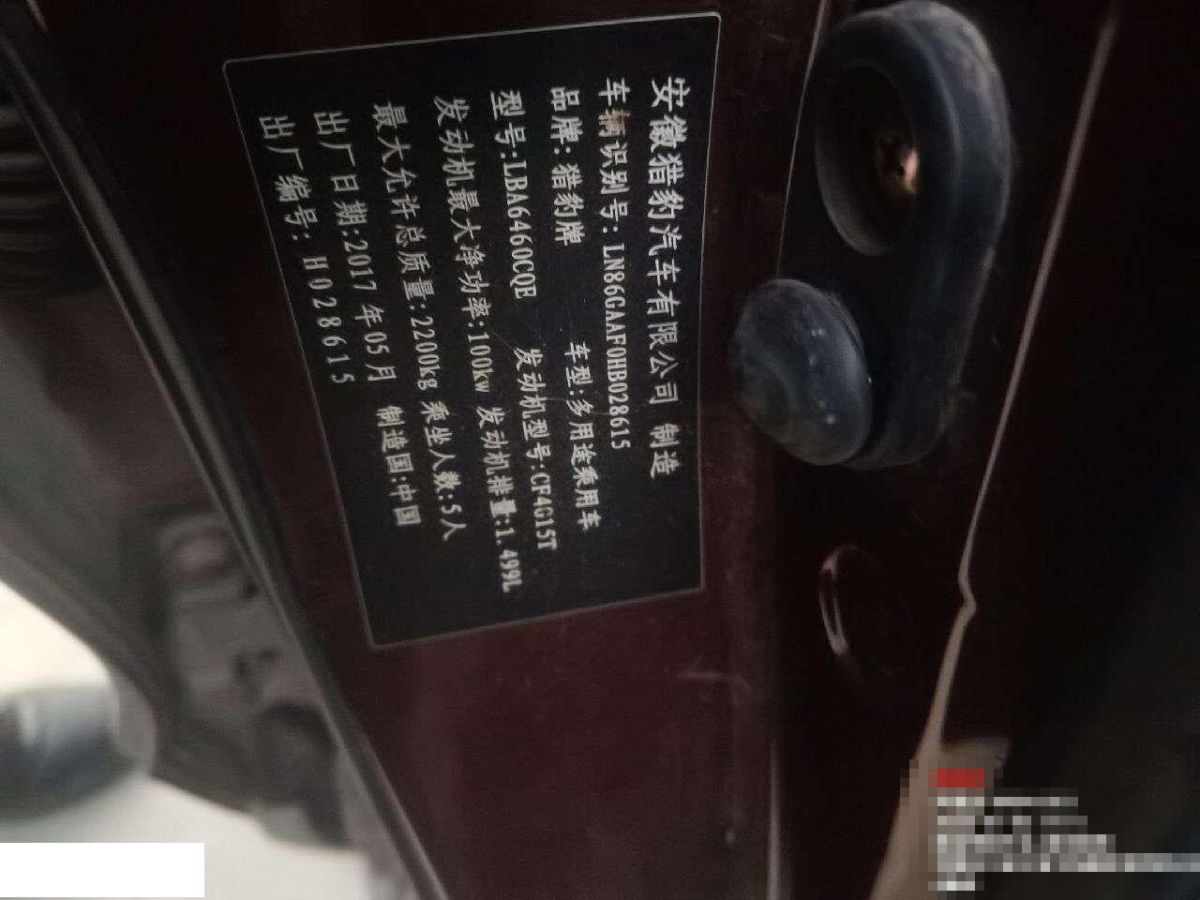 安徽猎豹汽车有限公司 制造
车辆识别号:LN86GAAF0HB028615
品牌:猎豹牌 车型:多用途乘用车
型号:LBA6460CQE 发动机型号:CF4G15T
发动机最大净功率:100kw 发动机排量:1.499L
最大允许总质量:2200kg 乘坐人数:5人
出厂日期:2017年05月 制造国:中国
出厂编号:H028615